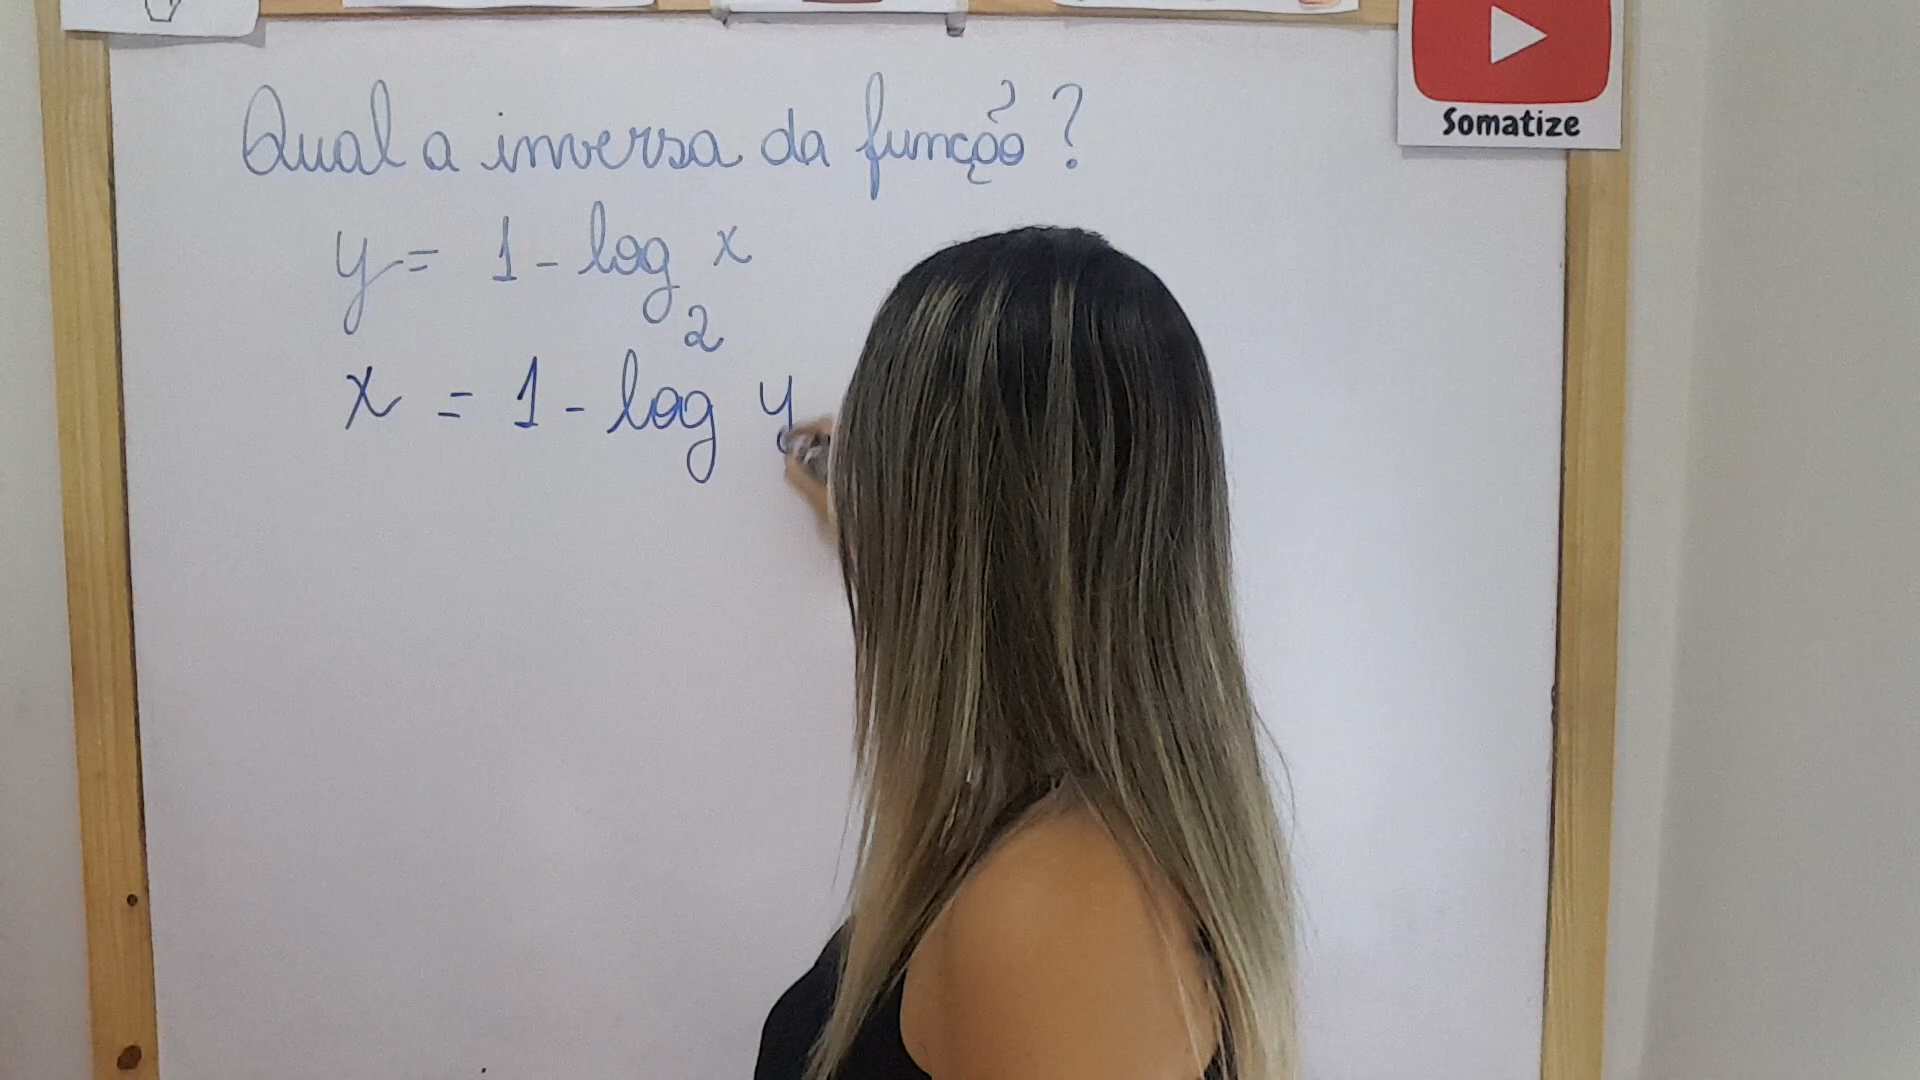 Somatize
Qual a inversa da função?
y = 1 - log₂ x
x = 1 - log y